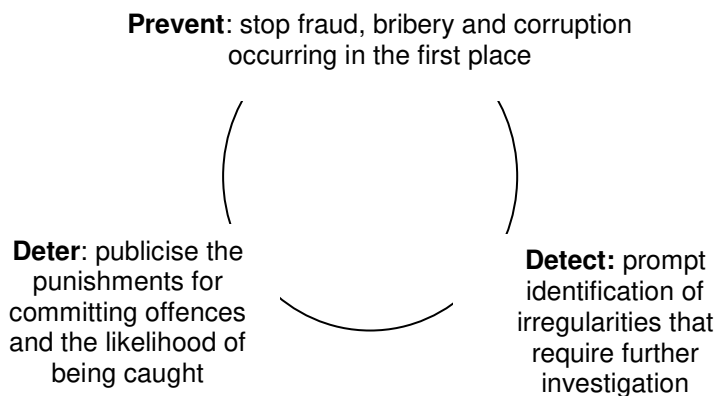 Prevent: stop fraud, bribery and corruption
occurring in the first place
Deter: publicise the
punishments for
committing offences
and the likelihood of
being caught
Detect: prompt
identification of
irregularities that
require further
investigation